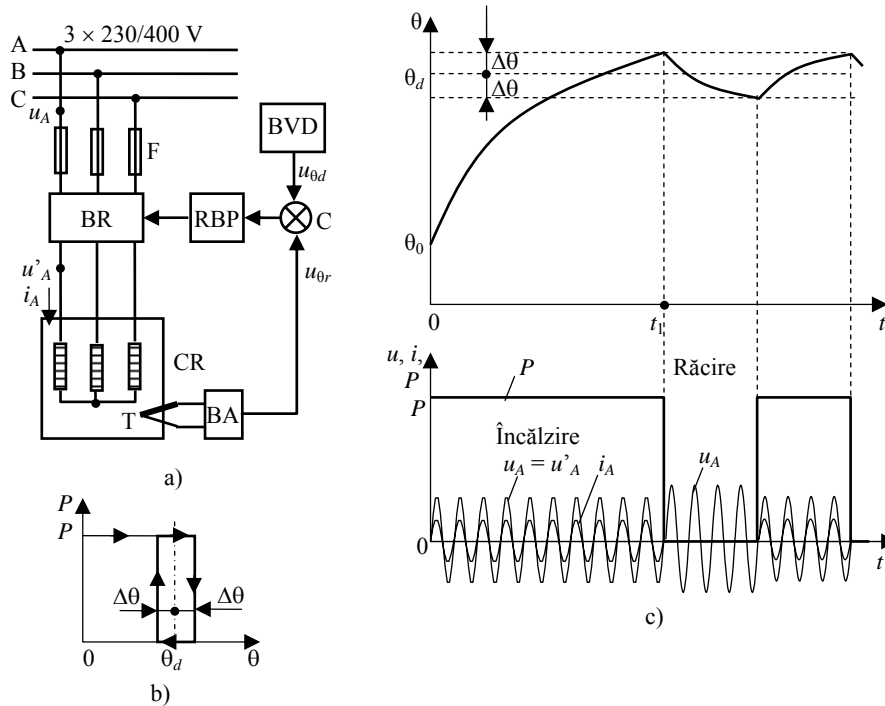 A
3 × 230/400 V
B
C
u_A
F
BVD
u_θd
BR
RBP
C
u'_A
i_A
u_θr
CR
T
BA
a)
P
P
Δθ
Δθ
0
θ_d
θ
b)
θ
Δθ
θ_d
Δθ
θ_0
0
t_1
t
u, i,
P
P
P
Răcire
Încălzire
u_A = u'_A
i_A
u_A
0
t
c)